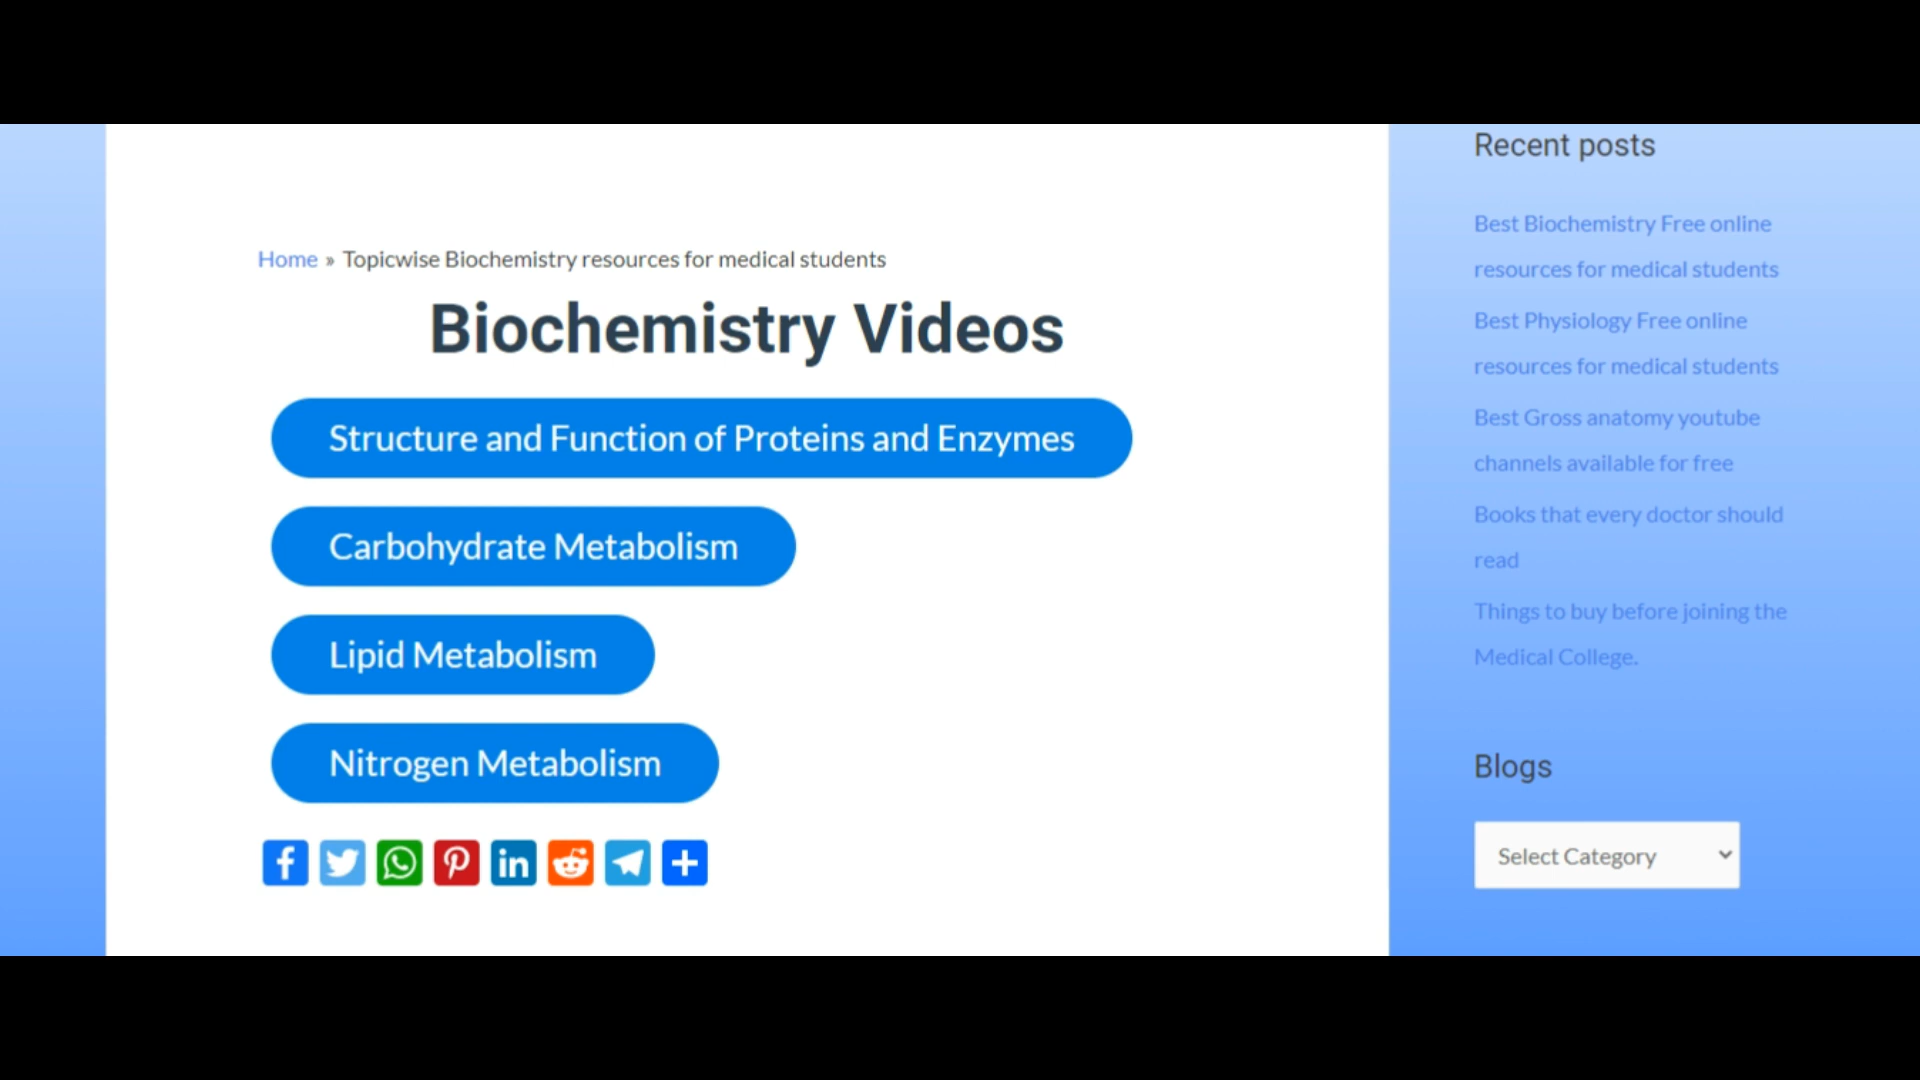 Home » Topicwise Biochemistry resources for medical students
Biochemistry Videos
Structure and Function of Proteins and Enzymes
Carbohydrate Metabolism
Lipid Metabolism
Nitrogen Metabolism
Recent posts
Best Biochemistry Free online
resources for medical students
Best Physiology Free online
resources for medical students
Best Gross anatomy youtube
channels available for free
Books that every doctor should
read
Things to buy before joining the
Medical College.
Blogs
Select Category